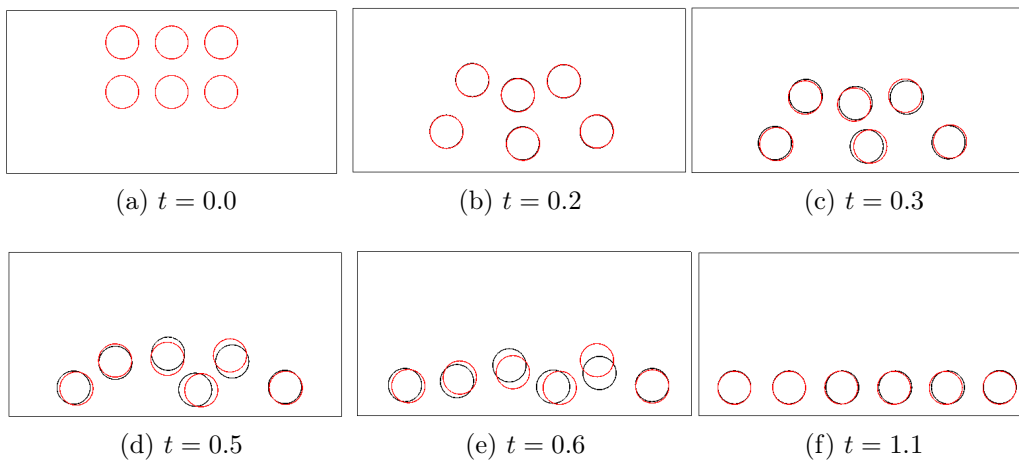 (a) t = 0.0
(b) t = 0.2
(c) t = 0.3
(d) t = 0.5
(e) t = 0.6
(f) t = 1.1